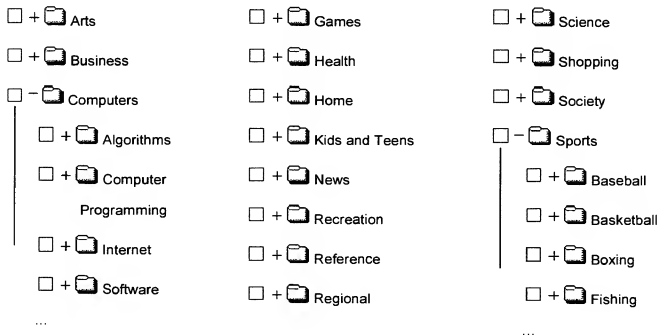 Arts
Business
Computers
Algorithms
Computer
Programming
Internet
Software
...
Games
Health
Home
Kids and Teens
News
Recreation
Reference
Regional
Science
Shopping
Society
Sports
Baseball
Basketball
Boxing
Fishing
...